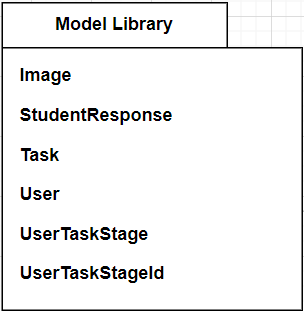 Model Library
Image
StudentResponse
Task
User
UserTaskStage
UserTaskStageId